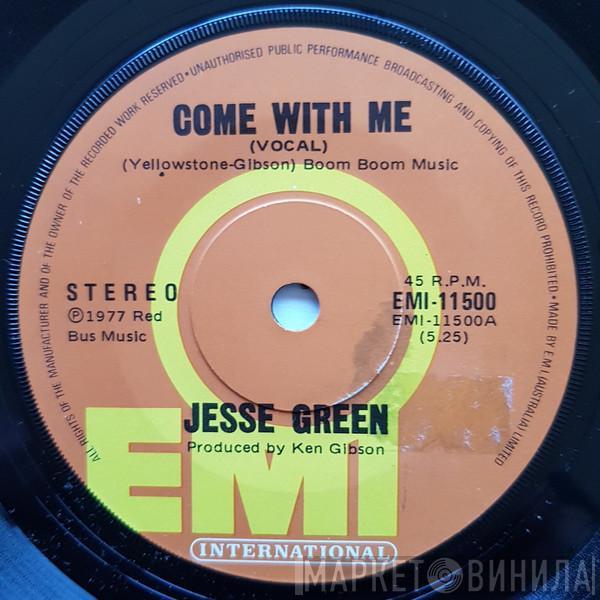 ALL RIGHTS OF THE MANUFACTURER AND OF THE OWNER OF THE RECORDED WORK RESERVED•UNAUTHORISED PUBLIC PERFORMANCE BROADCASTING AND COPYING OF THIS RECORD PROHIBITED•MADE BY E.M.I. (AUSTRALIA) LIMITED
COME WITH ME
(VOCAL)
(Yellowstone-Gibson) Boom Boom Music
STEREO
℗1977 Red
Bus Music
45 R.P.M.
EMI-11500
EMI-11500A
(5.25)
JESSE GREEN
Produced by Ken Gibson
EMI
INTERNATIONAL
МАРКЕТ ВИНИЛА